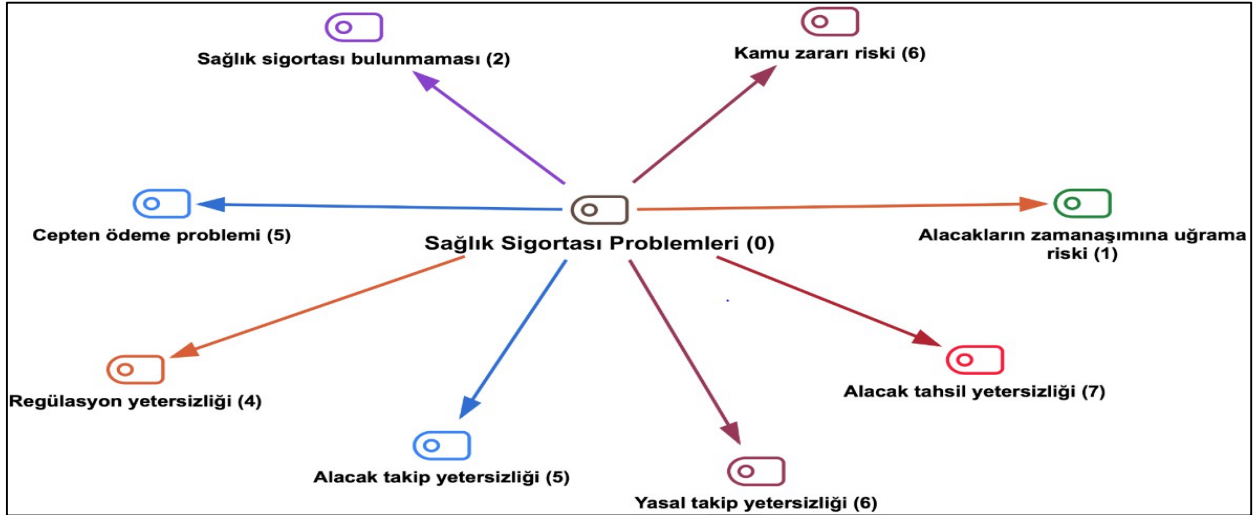 Sağlık sigortası bulunmaması (2)
Kamu zararı riski (6)
Cepten ödeme problemi (5)
Sağlık Sigortası Problemleri (0)
Alacakların zamanaşımına uğrama
riski (1)
Regülasyon yetersizliği (4)
Alacak tahsil yetersizliği (7)
Alacak takip yetersizliği (5)
Yasal takip yetersizliği (6)